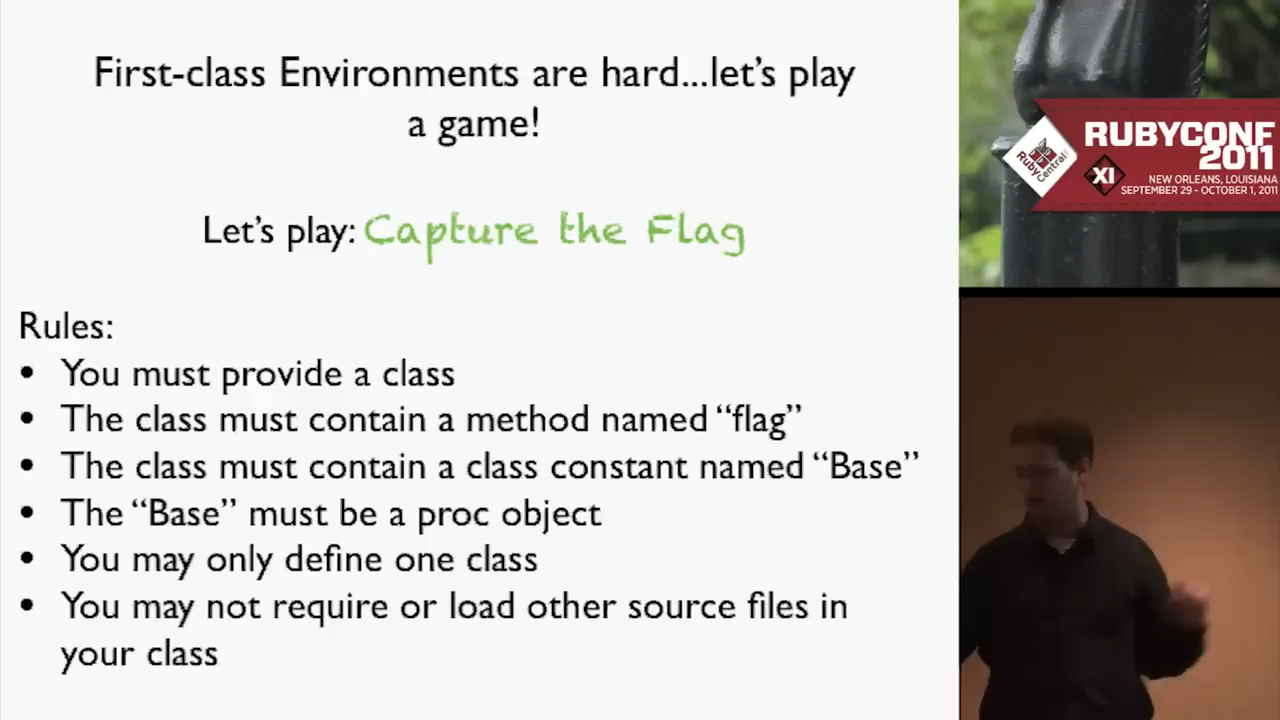 First-class Environments are hard...let's play
a game!
Let's play: Capture the Flag
Rules:
• You must provide a class
• The class must contain a method named “flag”
• The class must contain a class constant named “Base”
• The “Base” must be a proc object
• You may only define one class
• You may not require or load other source files in
your class
RUBYCONF
2011
Ruby Central
XI
NEW ORLEANS, LOUISIANA
SEPTEMBER 29 - OCTOBER 1, 2011